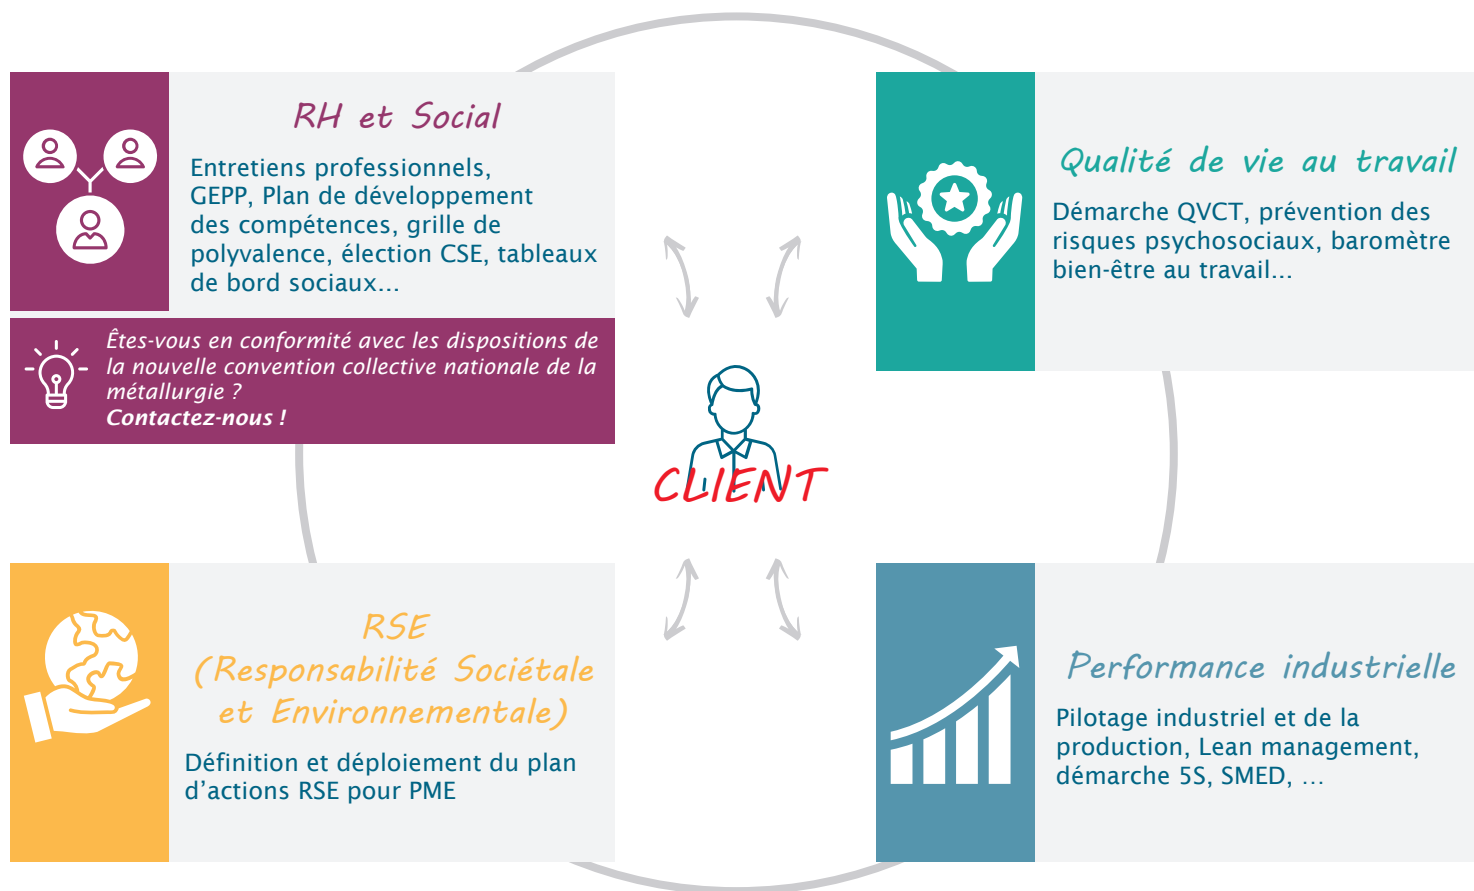 RH et Social
Entretiens professionnels,
GEPP, Plan de développement
des compétences, grille de
polyvalence, élection CSE, tableaux
de bord sociaux...
Êtes-vous en conformité avec les dispositions de
la nouvelle convention collective nationale de la
métallurgie ?
Contactez-nous !
Qualité de vie au travail
Démarche QVCT, prévention des
risques psychosociaux, baromètre
bien-être au travail...
CLIENT
RSE
(Responsabilité Sociétale
et Environnementale)
Définition et déploiement du plan
d’actions RSE pour PME
Performance industrielle
Pilotage industriel et de la
production, Lean management,
démarche 5S, SMED, ...